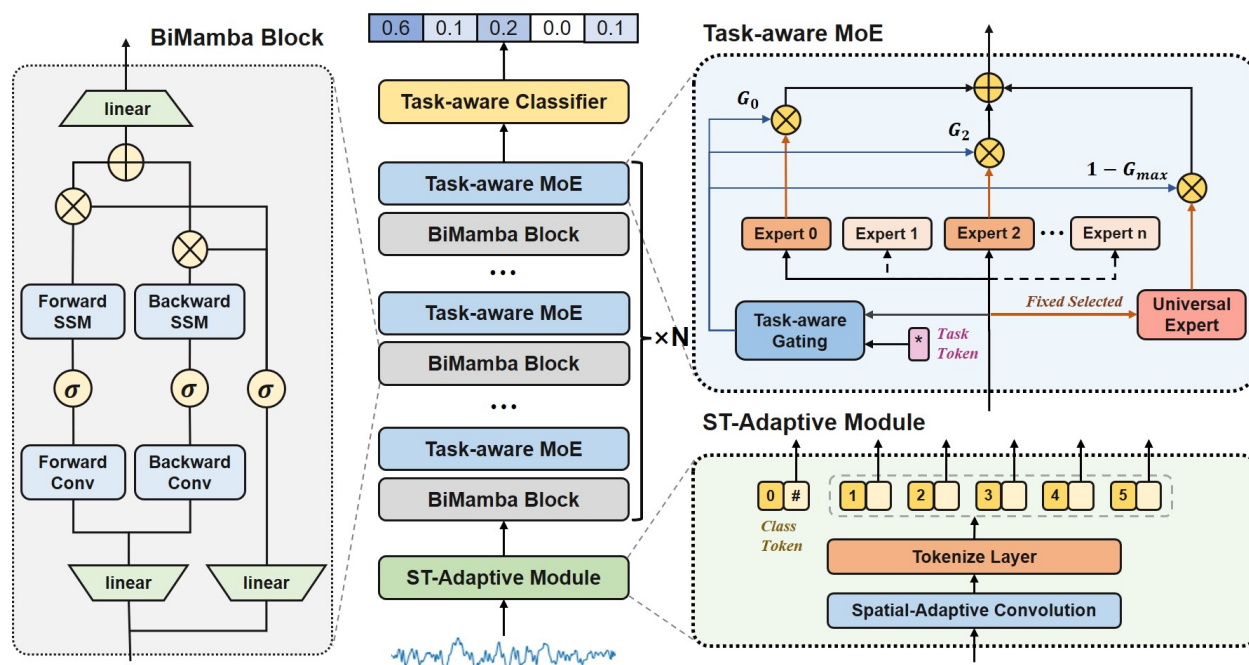 BiMamba Block
linear
Forward
SSM
Backward
SSM
σ σ σ
Forward
Conv
Backward
Conv
linear linear
0.6 0.1 0.2 0.0 0.1
Task-aware Classifier
Task-aware MoE
BiMamba Block
...
Task-aware MoE
BiMamba Block
...
Task-aware MoE
BiMamba Block
×N
ST-Adaptive Module
Task-aware MoE
G0
G2
1 − Gmax
Expert 0 Expert 1 Expert 2 ... Expert n
Fixed Selected
Task-aware
Gating
*
Task
Token
Universal
Expert
ST-Adaptive Module
0 # 1 2 3 4 5
Class
Token
Tokenize Layer
Spatial-Adaptive Convolution